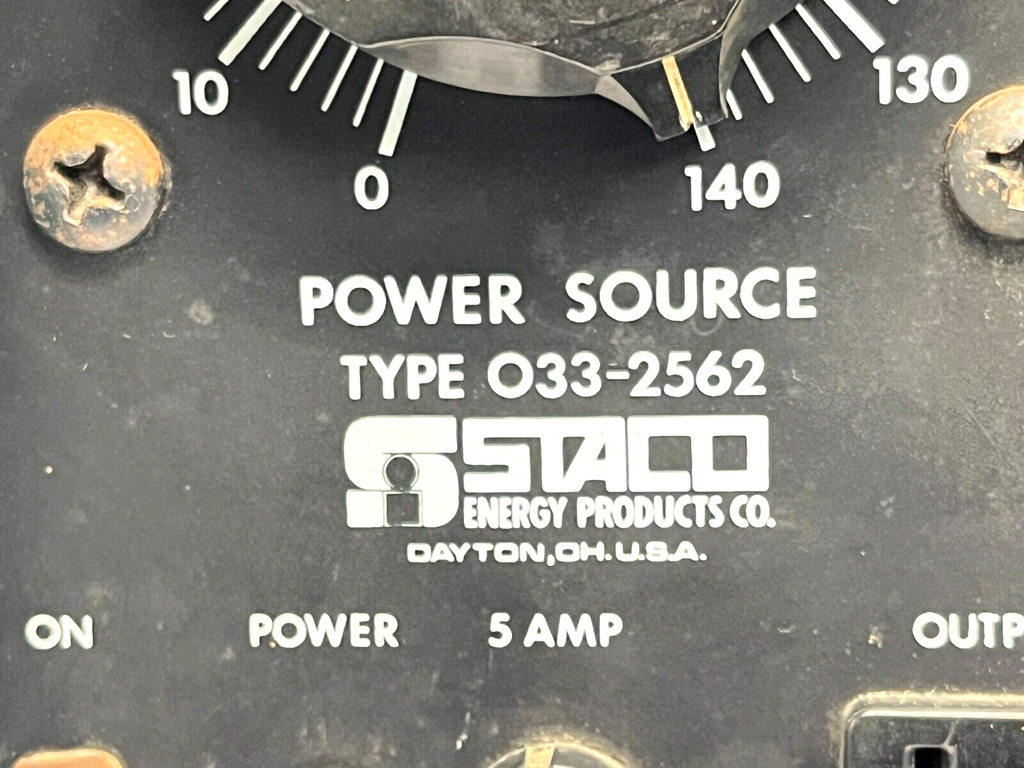 10
130
0
140
POWER SOURCE
TYPE 033-2562
STACO
ENERGY PRODUCTS CO.
DAYTON, OH. U.S.A.
ON POWER 5 AMP OUTP